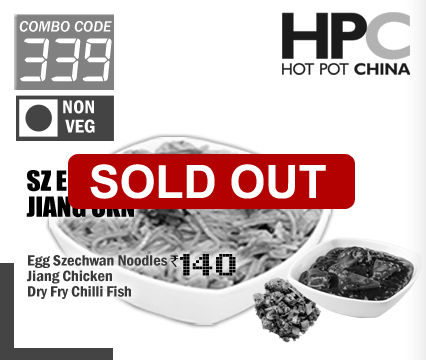 COMBO CODE
339
HPC
HOT POT CHINA
NON
VEG
SZ E
SOLD OUT
JIANG
Egg Szechwan Noodles ₹140
Jiang Chicken
Dry Fry Chilli Fish